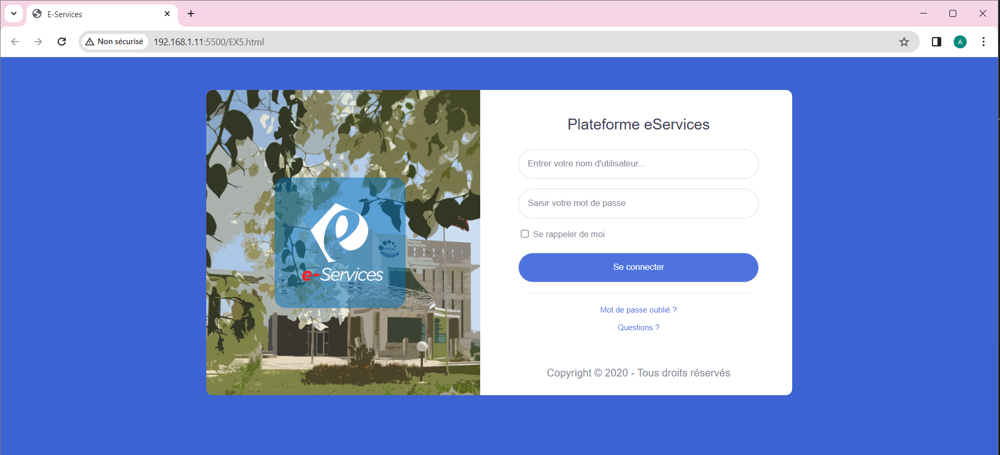 E-Services
Non sécurisé
192.168.1.11:5500/EX5.html
A
e-Services
Plateforme eServices
Entrer votre nom d'utilisateur...
Saisir votre mot de passe
Se rappeler de moi
Se connecter
Mot de passe oublié ?
Questions ?
Copyright © 2020 - Tous droits réservés